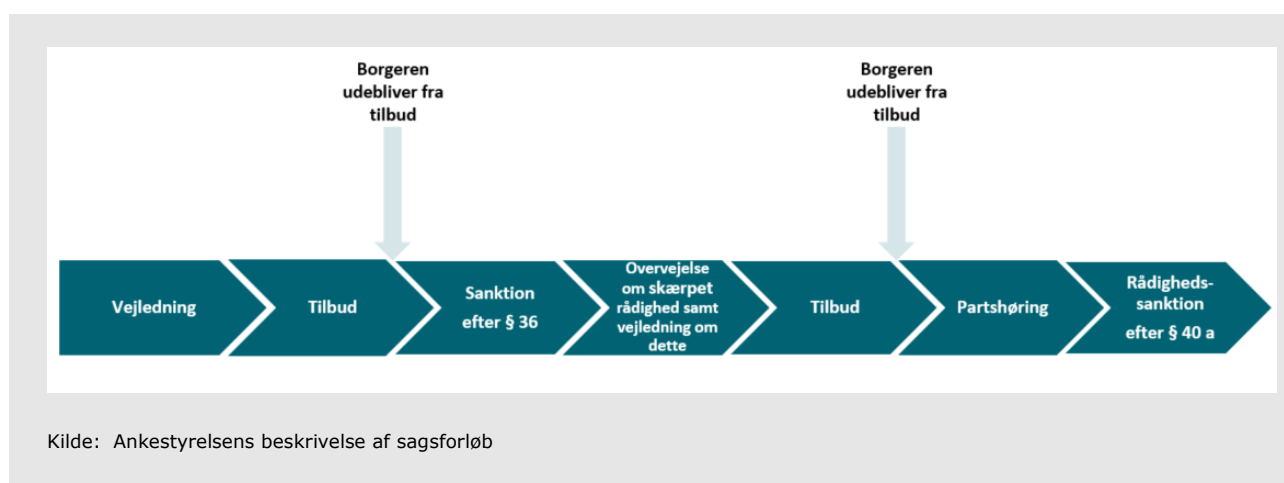 Borgeren
udebliver fra
tilbud
Borgeren
udebliver fra
tilbud
Vejledning
Tilbud
Sanktion
efter § 36
Overvejelse
om skærpet
rådighed samt
vejledning om
dette
Tilbud
Partshøring
Rådigheds-
sanktion
efter § 40 a
Kilde: Ankestyrelsens beskrivelse af sagsforløb